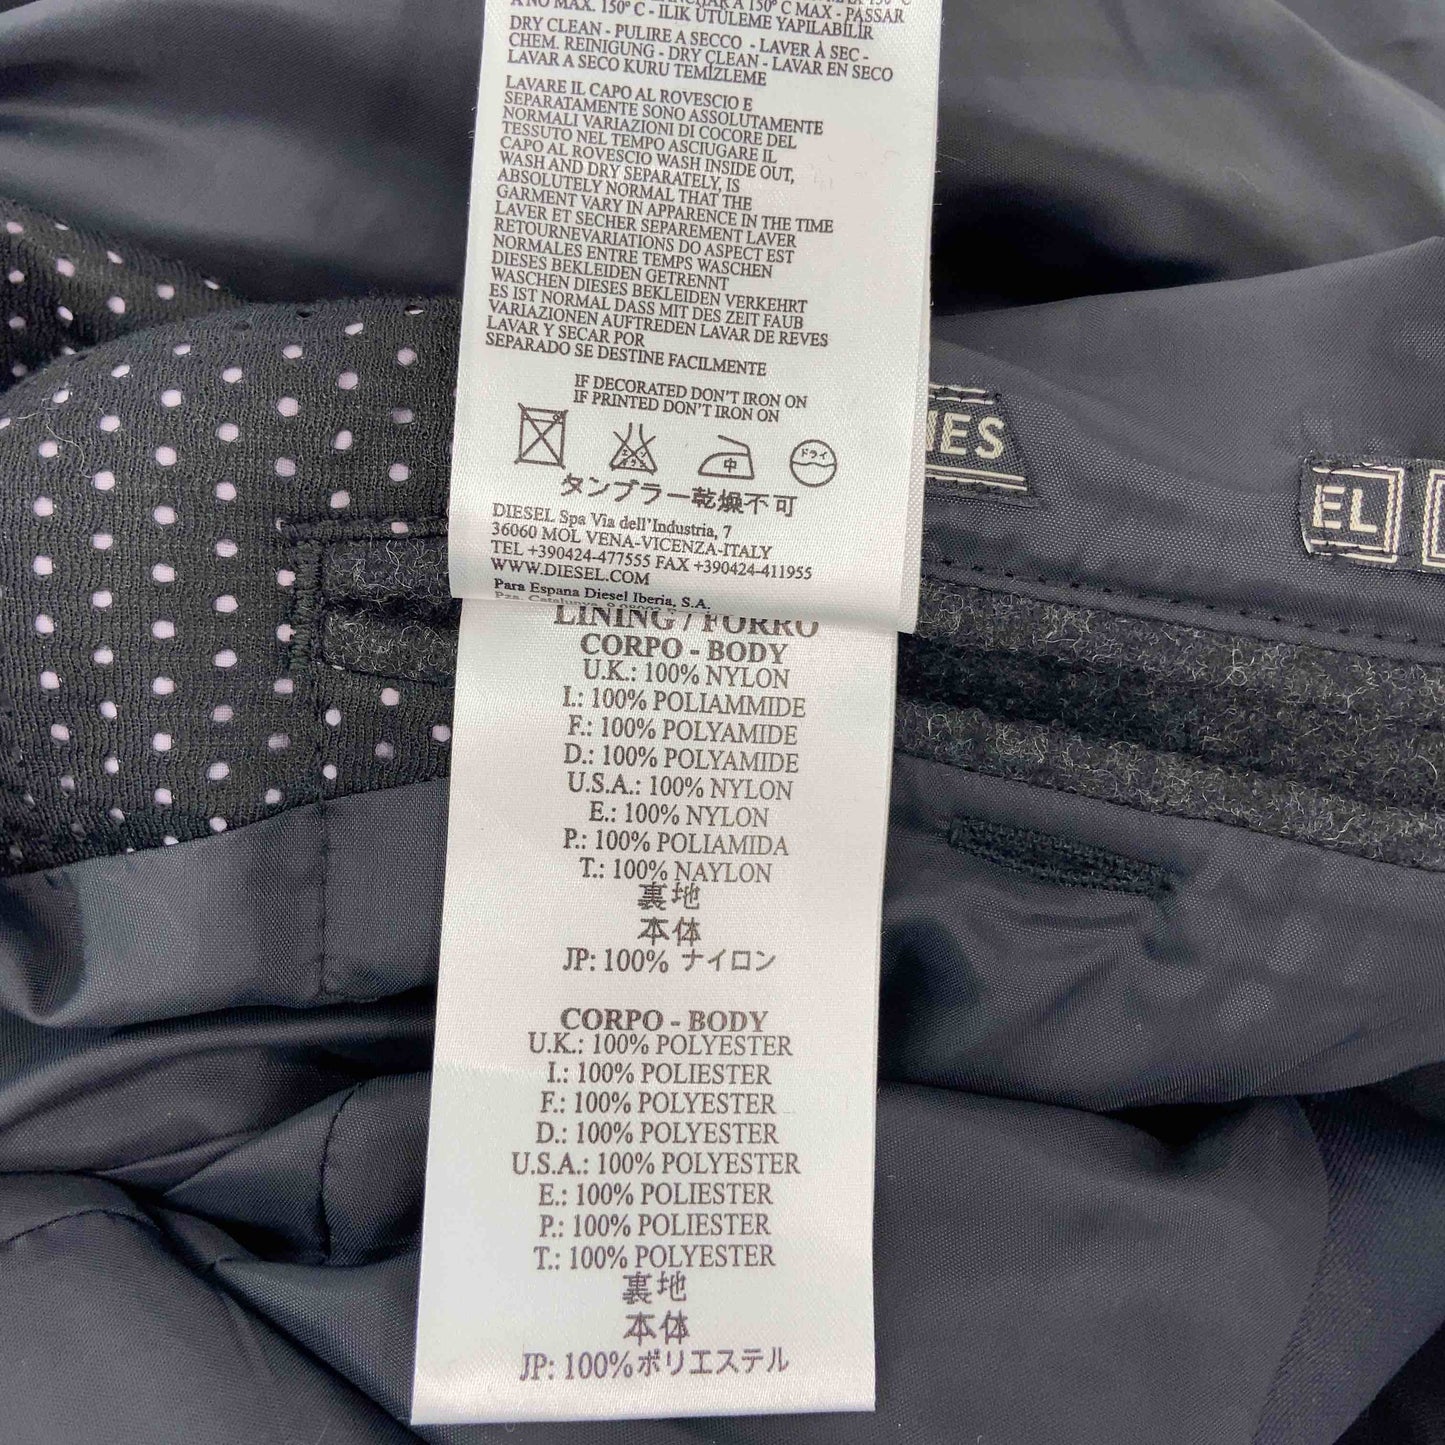 A NO MAX. 150° C - ILIK ÜTÜLEME YAPILABİLİR
DRY CLEAN - PULIRE A SECCO - LAVER À SEC -
CHEM. REINIGUNG - DRY CLEAN - LAVAR EN SECO
LAVAR A SECO KURU TEMİZLEME
LAVARE IL CAPO AL ROVESCIO E
SEPARATAMENTE SONO ASSOLUTAMENTE
NORMALI VARIAZIONI DI COCORE DEL
TESSUTO NEL TEMPO ASCIUGARE IL
CAPO AL ROVESCIO WASH INSIDE OUT,
WASH AND DRY SEPARATELY, IS
ABSOLUTELY NORMAL THAT THE
GARMENT VARY IN APPARENCE IN THE TIME
LAVER ET SECHER SEPAREMENT LAVER
RETOURNEVARIATIONS DO ASPECT EST
NORMALES ENTRE TEMPS WASCHEN
DIESES BEKLEIDEN GETRENNT
WASCHEN DIESES BEKLEIDEN VERKEHRT
ES IST NORMAL DASS MIT DES ZEIT FAUB
VARIAZIONEN AUFTREDEN LAVAR DE REVES
LAVAR Y SECAR POR
SEPARADO SE DESTINE FACILMENTE
IF DECORATED DON'T IRON ON
IF PRINTED DON'T IRON ON
エンソサラシ 中 ドライ
タンブラー乾燥不可
DIESEL Spa Via dell'Industria, 7
36060 MOL VENA-VICENZA-ITALY
TEL +390424-477555 FAX +390424-411955
WWW.DIESEL.COM
Para Espana Diesel Iberia, S.A.
NES
EL
LINING / FORRO
CORPO - BODY
U.K.: 100% NYLON
I.: 100% POLIAMMIDE
F.: 100% POLYAMIDE
D.: 100% POLYAMIDE
U.S.A.: 100% NYLON
E.: 100% NYLON
P.: 100% POLIAMIDA
T.: 100% NAYLON
裏地
本体
JP: 100% ナイロン
CORPO - BODY
U.K.: 100% POLYESTER
I.: 100% POLIESTER
F.: 100% POLYESTER
D.: 100% POLYESTER
U.S.A.: 100% POLYESTER
E.: 100% POLIESTER
P.: 100% POLIESTER
T.: 100% POLYESTER
裏地
本体
JP: 100%ポリエステル